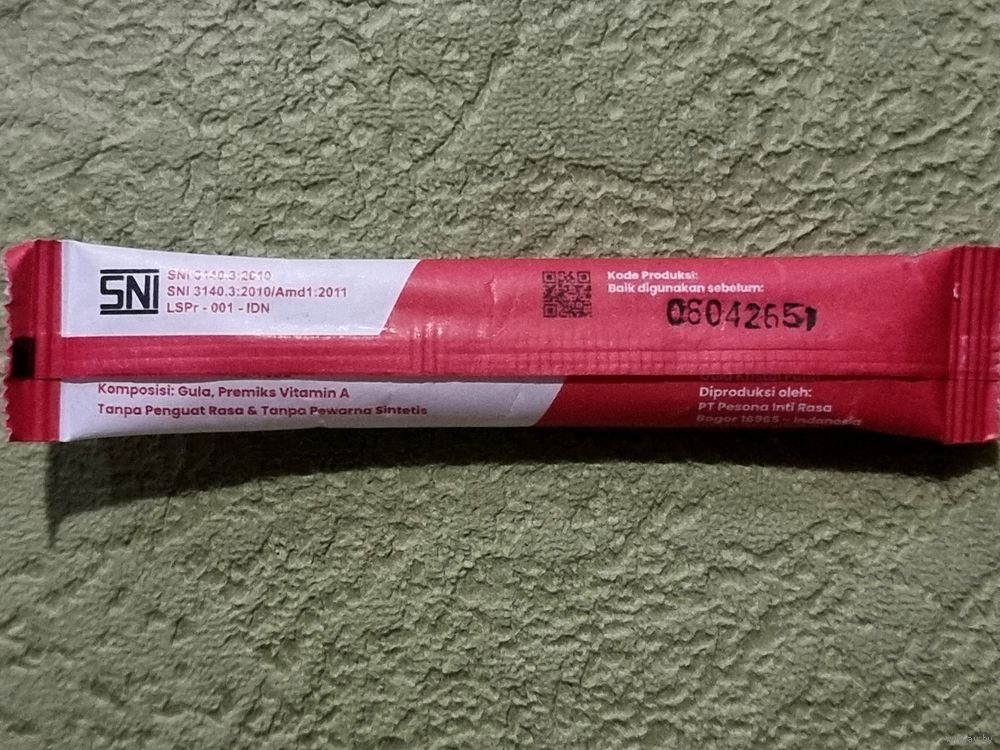 SNI
SNI 3140.3:2010
SNI 3140.3:2010/Amd1:2011
LSPr - 001 - IDN
Kode Produksi:
Baik digunakan sebelum:
06042651
Komposisi: Gula, Premiks Vitamin A
Tanpa Penguat Rasa & Tanpa Pewarna Sintetis
Diproduksi oleh:
PT Pesona Inti Rasa
Bogor 16965 - Indonesia